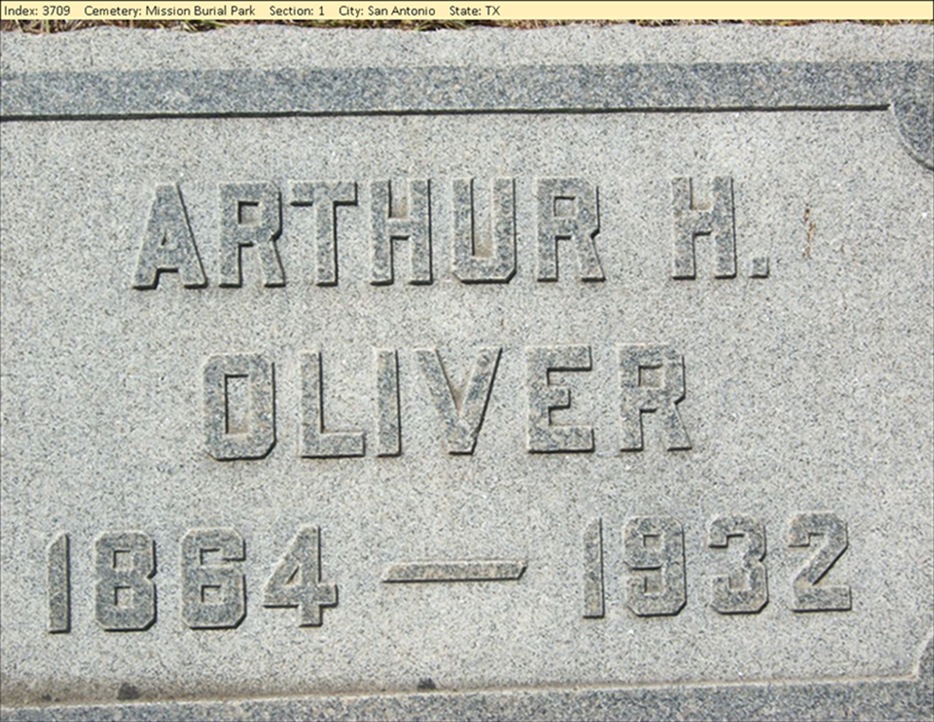 Index: 3709 Cemetery: Mission Burial Park Section: 1 City: San Antonio State: TX
ARTHUR H.
OLIVER
1864 — 1932